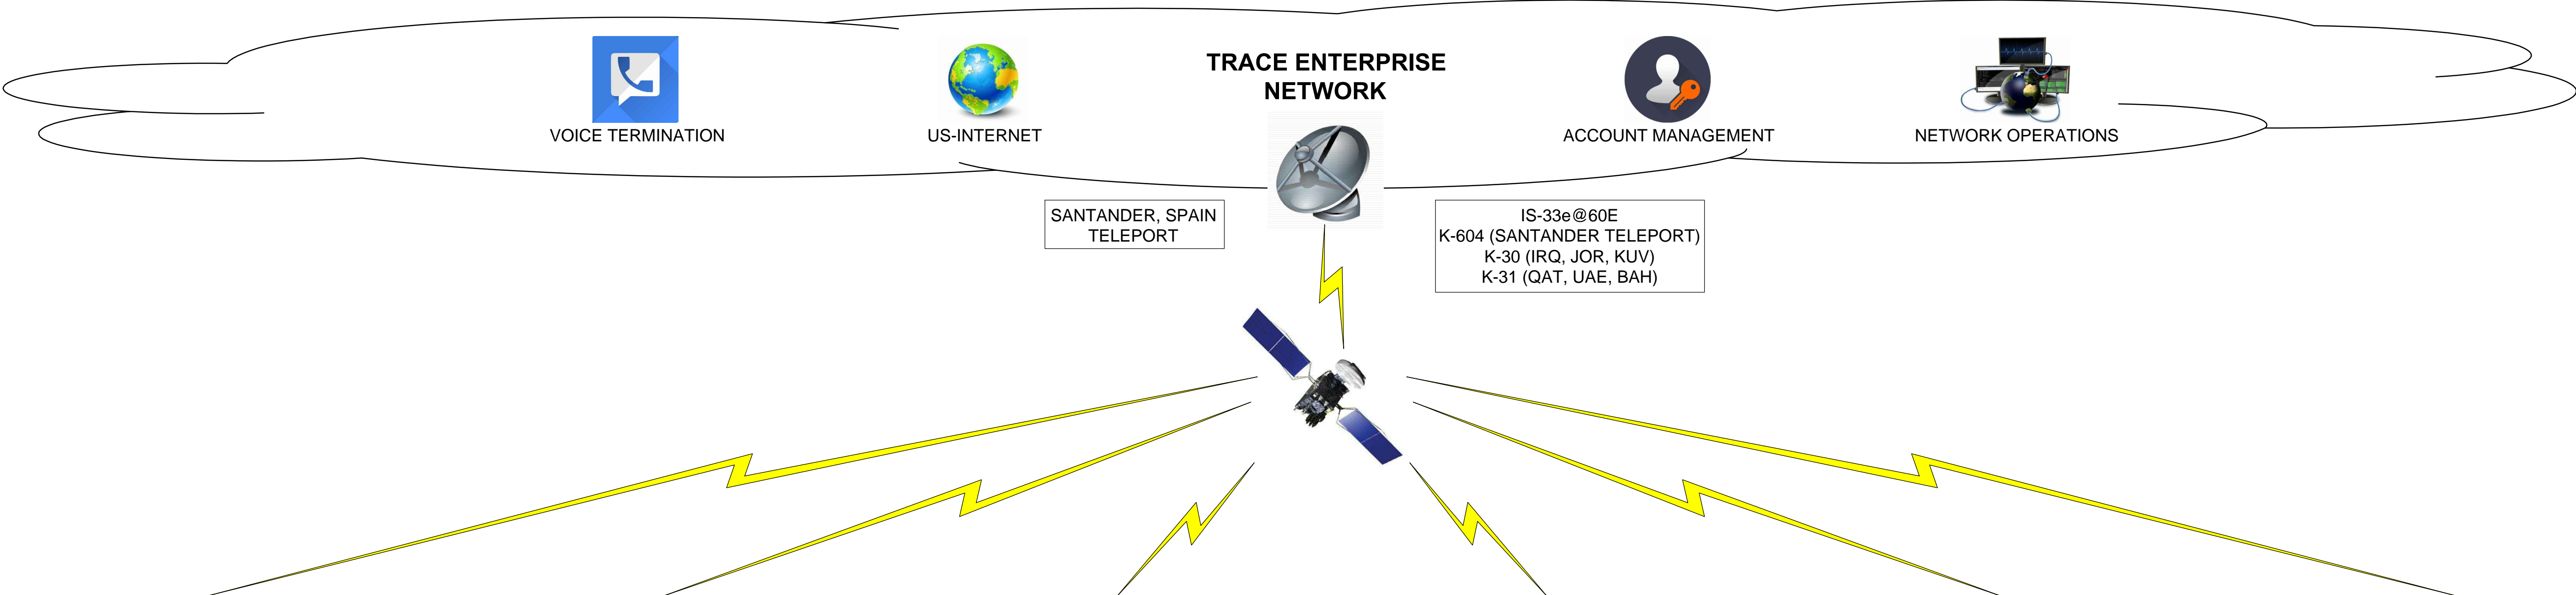 TRACE ENTERPRISE
NETWORK
VOICE TERMINATION
US-INTERNET
ACCOUNT MANAGEMENT
NETWORK OPERATIONS
SANTANDER, SPAIN
TELEPORT
IS-33e@60E
K-604 (SANTANDER TELEPORT)
K-30 (IRQ, JOR, KUV)
K-31 (QAT, UAE, BAH)